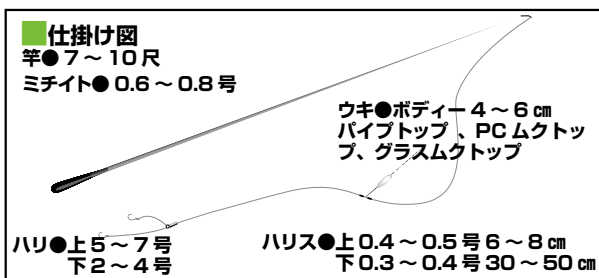 仕掛け図
竿●7～10尺
ミチイト●0.6～0.8号
ウキ●ボディー4～6㎝
パイプトップ、PCムクトッ
プ、グラスムクトップ
ハリ●上5～7号
下2～4号
ハリス●上0.4～0.5号6～8㎝
下0.3～0.4号30～50㎝